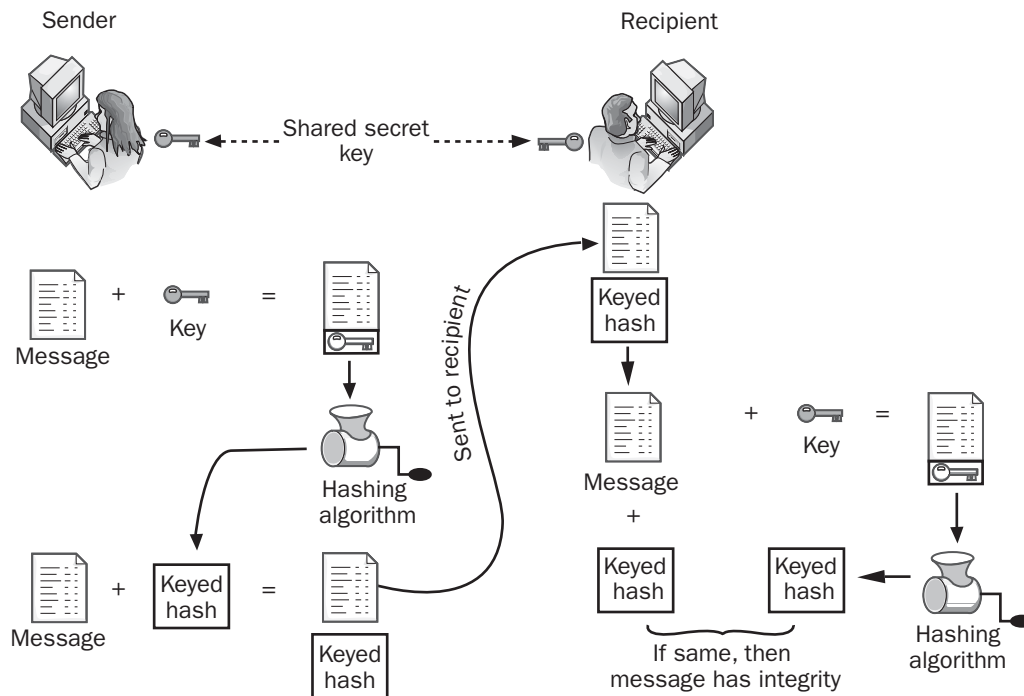 Sender
Recipient
Shared secret
key
Message
+
Key
=
Hashing
algorithm
Message
+
Keyed
hash
=
Keyed
hash
Sent to recipient
Keyed
hash
Message
+
Key
=
+
Keyed
hash
Keyed
hash
Hashing
algorithm
If same, then
message has integrity